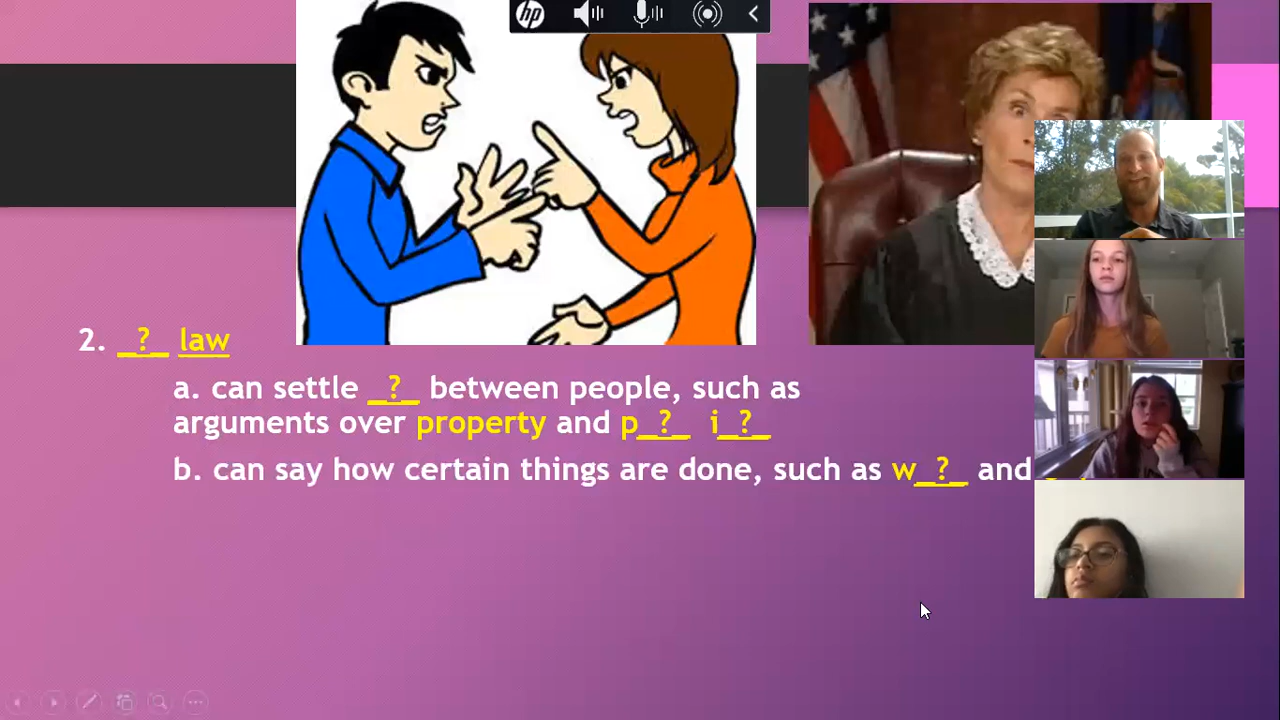 hp
2. _?_ law
a. can settle _?_ between people, such as
arguments over property and p_?_ i_?_
b. can say how certain things are done, such as w_?_ and